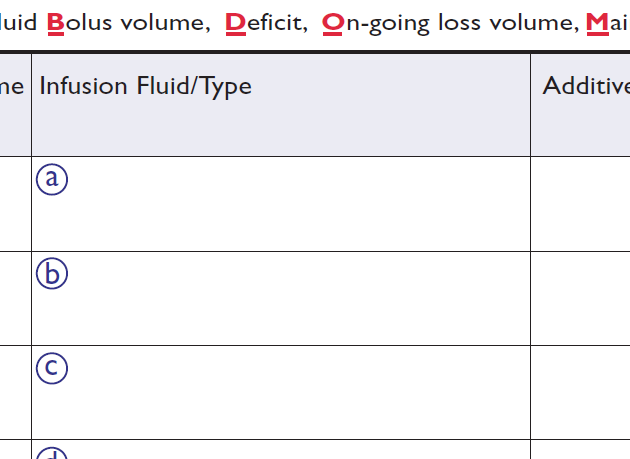 luid Bolus volume, Deficit, On-going loss volume, Mai
me Infusion Fluid/Type Additive
a
b
c
d